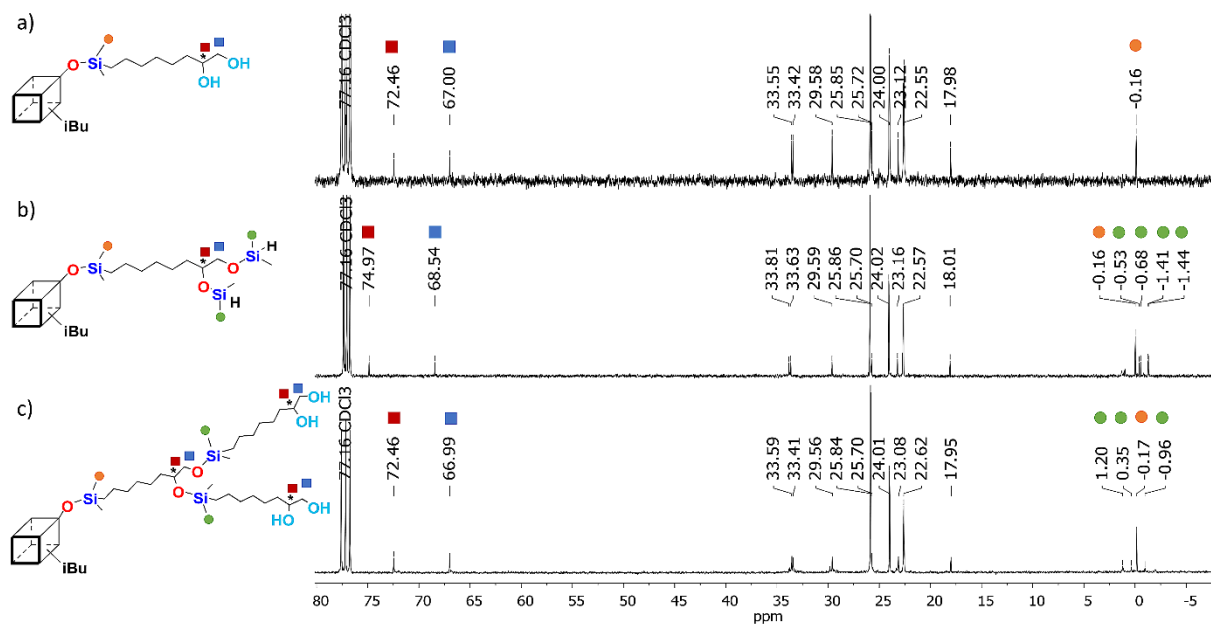 a)
O
Si
*
OH
OH
iBu
77.16 CDCl3
72.46
67.00
33.55
33.42
29.58
25.85
25.72
24.00
23.12
22.55
17.98
-0.16
b)
O
Si
*
O
Si
H
O
Si
H
iBu
77.16 CDCl3
74.97
68.54
33.81
33.63
29.59
25.86
25.70
24.02
23.16
22.57
18.01
-0.16
-0.53
-0.68
-1.41
-1.44
c)
*
OH
OH
Si
O
Si
*
O
O
Si
*
HO
OH
iBu
77.16 CDCl3
72.46
66.99
33.59
33.41
29.56
25.84
25.70
24.01
23.08
22.62
17.95
1.20
0.35
-0.17
-0.96
80 75 70 65 60 55 50 45 40 35 30 25 20 15 10 5 0 -5
ppm